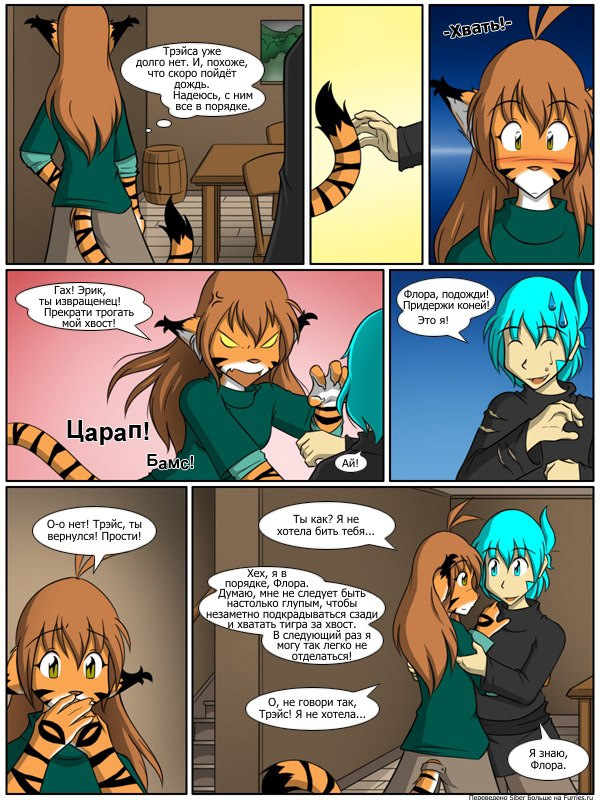 Трэйса уже
долго нет. И, похоже,
что скоро пойдёт
дождь.
Надеюсь, с ним
все в порядке.
-Хвать!-
Гах! Эрик,
ты извращенец!
Прекрати трогать
мой хвост!
Царап!
Бамс!
Ай!
Флора, подожди!
Придержи коней!
Это я!
О-о нет! Трэйс, ты
вернулся! Прости!
Ты как? Я не
хотела бить тебя...
Хех, я в
порядке, Флора.
Думаю, мне не следует быть
настолько глупым, чтобы
незаметно подкрадываться сзади
и хватать тигра за хвост.
В следующий раз я
могу так легко не
отделаться!
О, не говори так,
Трэйс! Я не хотела...
Я знаю,
Флора.
Переведено Siber Больше на Furries.ru